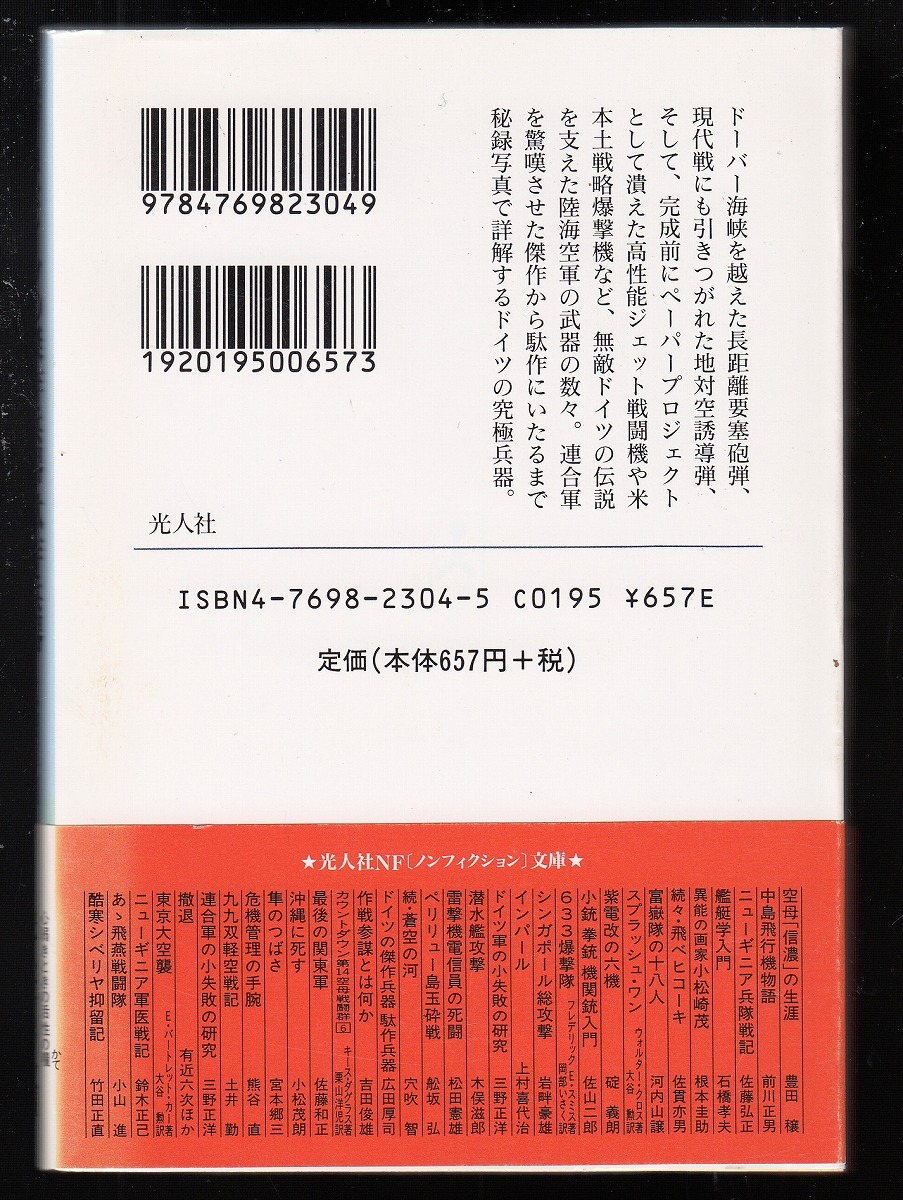 ドーバー海峡を越えた長距離要塞砲弾、
現代戦にも引きつがれた地対空誘導弾、
そして、完成前にペーパープロジェクト
として潰えた高性能ジェット戦闘機や米
本土戦略爆撃機など、無敵ドイツの伝説
を支えた陸海空軍の武器の数々。連合軍
を驚嘆させた傑作から駄作にいたるまで
秘録写真で詳解するドイツの究極兵器。
9784769823049
1920195006573
光人社
ISBN4-7698-2304-5 C0195 ¥657E
定価(本体657円+税)
★光人社NF〔ノンフィクション〕文庫★
空母「信濃」の生涯 豊田 穣
中島飛行機物語 前川正男
ニューギニア兵隊戦記 佐藤弘正
艦艇学入門 石橋孝夫
異能の画家小松崎茂 根本圭助
続々・飛べヒコーキ 佐貫亦男
富嶽隊の十八人 河内山譲
スプラッシュ・ワン ウォルター・クロス著 大谷 勲訳
紫電改の六機 碇 義朗
小銃 拳銃 機関銃入門 佐山二郎
633爆撃隊 フレデリック・E・スミス著 岡部いさく訳
シンガポール総攻撃 岩畔豪雄
インパール 上村喜代治
ドイツ軍の小失敗の研究 三野正洋
潜水艦攻撃 木俣滋郎
雷撃機電信員の死闘 松田憲雄
ペリリュー島玉砕戦 舩坂 弘
続・蒼空の河 穴吹 智
ドイツの傑作兵器 駄作兵器 広田厚司
作戦参謀とは何か 吉田俊雄
カウントダウン 第14空母戦闘群 6 キース・ダグラス著 栗山洋児訳
最後の関東軍 佐藤和正
沖縄に死す 小松茂朗
隼のつばさ 宮本郷三
危機管理の手腕 熊谷 直
九九双軽空戦記 土井 勤
連合軍の小失敗の研究 三野正洋
撤退 有近六次ほか
東京大空襲 E・バートレット・カー著 大谷 勲訳
ニューギニア軍医戦記 鈴木正己
あゝ飛燕戦闘隊 小山 進
酷寒シベリヤ抑留記 竹田正直